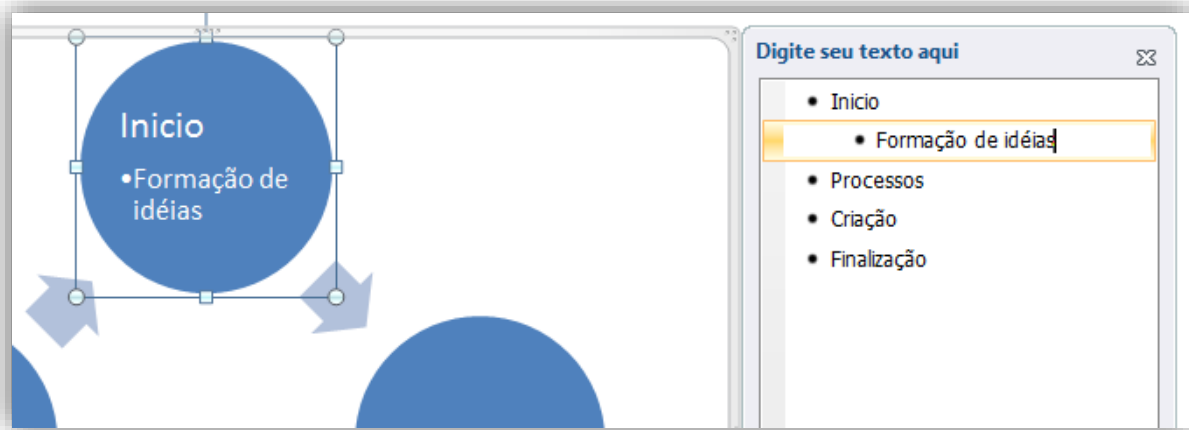 Inicio
•Formação de
idéias
Digite seu texto aqui
• Inicio
• Formação de idéias
• Processos
• Criação
• Finalização